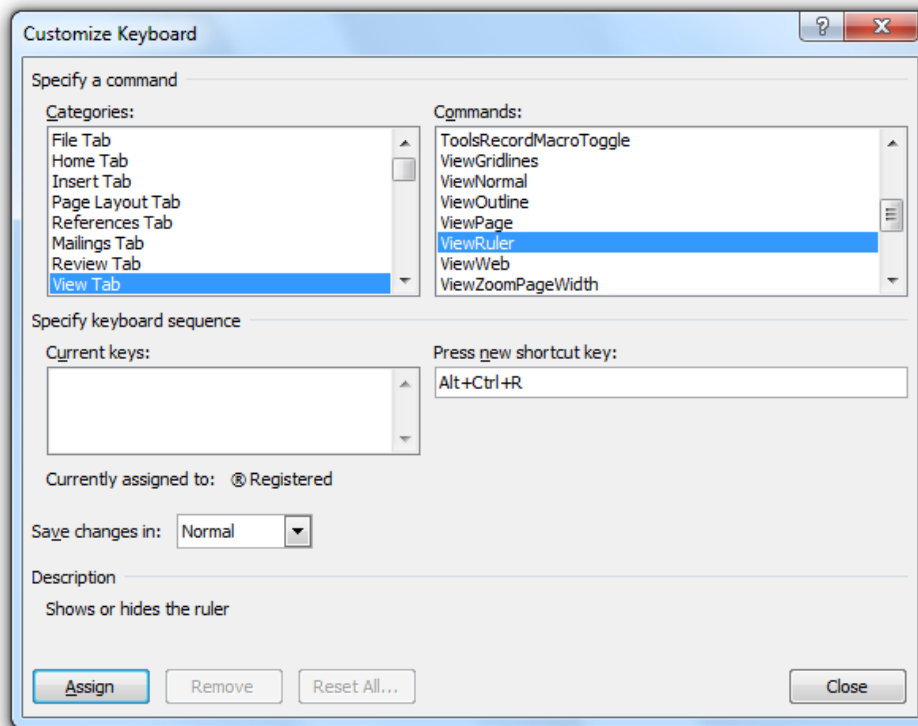 Customize Keyboard
Specify a command
Categories:
File Tab
Home Tab
Insert Tab
Page Layout Tab
References Tab
Mailings Tab
Review Tab
View Tab
Commands:
ToolsRecordMacroToggle
ViewGridlines
ViewNormal
ViewOutline
ViewPage
ViewRuler
ViewWeb
ViewZoomPageWidth
Specify keyboard sequence
Current keys:
Press new shortcut key:
Alt+Ctrl+R
Currently assigned to: ® Registered
Save changes in: Normal
Description
Shows or hides the ruler
Assign Remove Reset All... Close